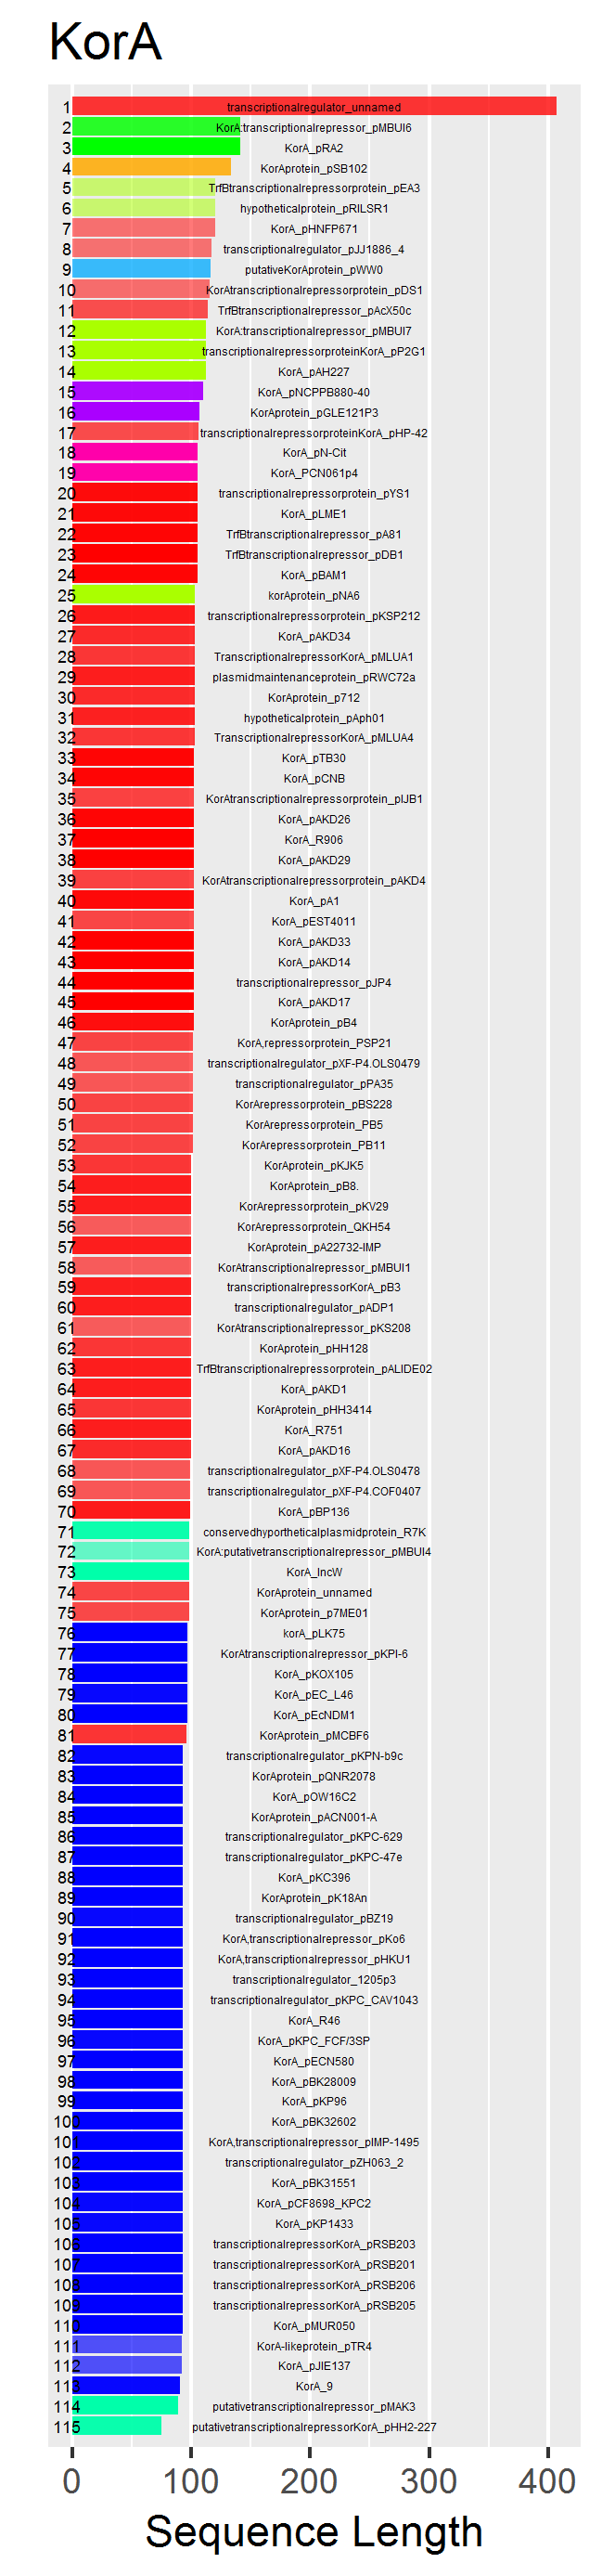 KorA
1 transcriptionalregulator_unnamed
2 KorA:transcriptionalrepressor_pMBUI6
3 KorA_pRA2
4 KorAprotein_pSB102
5 TrfBtranscriptionalrepressorprotein_pEA3
6 hypotheticalprotein_pRILSR1
7 KorA_pHNFP671
8 transcriptionalregulator_pJJ1886_4
9 putativeKorAprotein_pWW0
10 KorAtranscriptionalrepressorprotein_pDS1
11 TrfBtranscriptionalrepressor_pAcX50c
12 KorA:transcriptionalrepressor_pMBUI7
13 transcriptionalrepressorproteinKorA_pP2G1
14 KorA_pAH227
15 KorA_pNCPPB880-40
16 KorAprotein_pGLE121P3
17 transcriptionalrepressorproteinKorA_pHP-42
18 KorA_pN-Cit
19 KorA_PCN061p4
20 transcriptionalrepressorprotein_pYS1
21 KorA_pLME1
22 TrfBtranscriptionalrepressor_pA81
23 TrfBtranscriptionalrepressor_pDB1
24 KorA_pBAM1
25 korAprotein_pNA6
26 transcriptionalrepressorprotein_pKSP212
27 KorA_pAKD34
28 TranscriptionalrepressorKorA_pMLUA1
29 plasmidmaintenanceprotein_pRWC72a
30 KorAprotein_p712
31 hypotheticalprotein_pAph01
32 TranscriptionalrepressorKorA_pMLUA4
33 KorA_pTB30
34 KorA_pCNB
35 KorAtranscriptionalrepressorprotein_pIJB1
36 KorA_pAKD26
37 KorA_R906
38 KorA_pAKD29
39 KorAtranscriptionalrepressorprotein_pAKD4
40 KorA_pA1
41 KorA_pEST4011
42 KorA_pAKD33
43 KorA_pAKD14
44 transcriptionalrepressor_pJP4
45 KorA_pAKD17
46 KorAprotein_pB4
47 KorA,repressorprotein_PSP21
48 transcriptionalregulator_pXF-P4.OLS0479
49 transcriptionalregulator_pPA35
50 KorArepressorprotein_pBS228
51 KorArepressorprotein_PB5
52 KorArepressorprotein_PB11
53 KorAprotein_pKJK5
54 KorAprotein_pB8.
55 KorArepressorprotein_pKV29
56 KorArepressorprotein_QKH54
57 KorAprotein_pA22732-IMP
58 KorAtranscriptionalrepressor_pMBUI1
59 transcriptionalrepressorKorA_pB3
60 transcriptionalregulator_pADP1
61 KorAtranscriptionalrepressor_pKS208
62 KorAprotein_pHH128
63 TrfBtranscriptionalrepressorprotein_pALIDE02
64 KorA_pAKD1
65 KorAprotein_pHH3414
66 KorA_R751
67 KorA_pAKD16
68 transcriptionalregulator_pXF-P4.OLS0478
69 transcriptionalregulator_pXF-P4.COF0407
70 KorA_pBP136
71 conservedhyportheticalplasmidprotein_R7K
72 KorA:putativetranscriptionalrepressor_pMBUI4
73 KorA_IncW
74 KorAprotein_unnamed
75 KorAprotein_p7ME01
76 korA_pLK75
77 KorAtranscriptionalrepressor_pKPI-6
78 KorA_pKOX105
79 KorA_pEC_L46
80 KorA_pEcNDM1
81 KorAprotein_pMCBF6
82 transcriptionalregulator_pKPN-b9c
83 KorAprotein_pQNR2078
84 KorA_pOW16C2
85 KorAprotein_pACN001-A
86 transcriptionalregulator_pKPC-629
87 transcriptionalregulator_pKPC-47e
88 KorA_pKC396
89 KorAprotein_pK18An
90 transcriptionalregulator_pBZ19
91 KorA,transcriptionalrepressor_pKo6
92 KorA,transcriptionalrepressor_pHKU1
93 transcriptionalregulator_1205p3
94 transcriptionalregulator_pKPC_CAV1043
95 KorA_R46
96 KorA_pKPC_FCF/3SP
97 KorA_pECN580
98 KorA_pBK28009
99 KorA_pKP96
100 KorA_pBK32602
101 KorA,transcriptionalrepressor_pIMP-1495
102 transcriptionalregulator_pZH063_2
103 KorA_pBK31551
104 KorA_pCF8698_KPC2
105 KorA_pKP1433
106 transcriptionalrepressorKorA_pRSB203
107 transcriptionalrepressorKorA_pRSB201
108 transcriptionalrepressorKorA_pRSB206
109 transcriptionalrepressorKorA_pRSB205
110 KorA_pMUR050
111 KorA-likeprotein_pTR4
112 KorA_pJIE137
113 KorA_9
114 putativetranscriptionalrepressor_pMAK3
115 putativetranscriptionalrepressorKorA_pHH2-227
0 100 200 300 400
Sequence Length